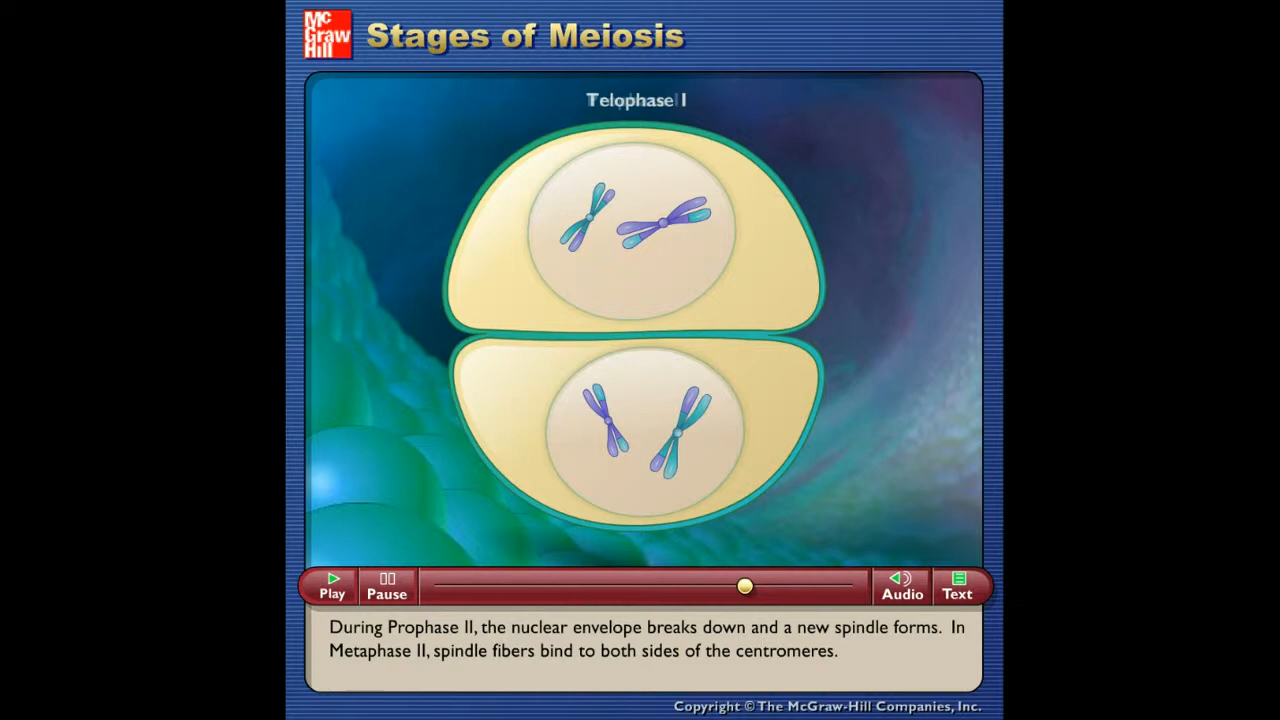 Mc
Graw
Hill
Stages of Meiosis
Telophase I
Play
Pause
Audio
Text
During Prophase II, the nuclear envelope breaks down and a new spindle forms. In
Metaphase II, spindle fibers bind to both sides of the centromeres.
Copyright © The McGraw-Hill Companies, Inc.